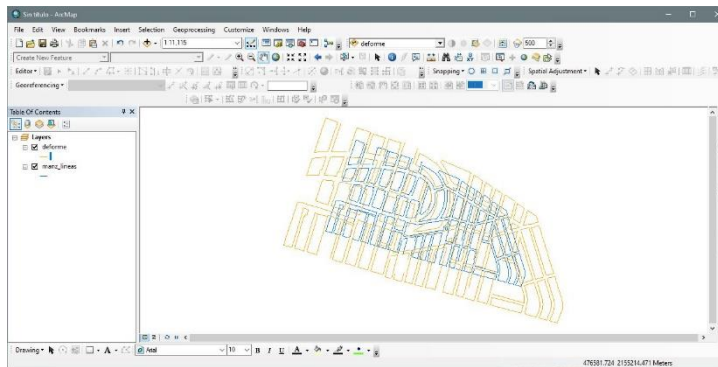 Sin título - ArcMap
File Edit View Bookmarks Insert Selection Geoprocessing Customize Windows Help
1:11,115 deforme 500
Create New Feature
Editor Snapping Spatial Adjustment
Georeferencing
Table Of Contents
Layers
deforme
manz_lineas
Drawing A Arial 10 B I U A
476581.724 2155214.471 Meters